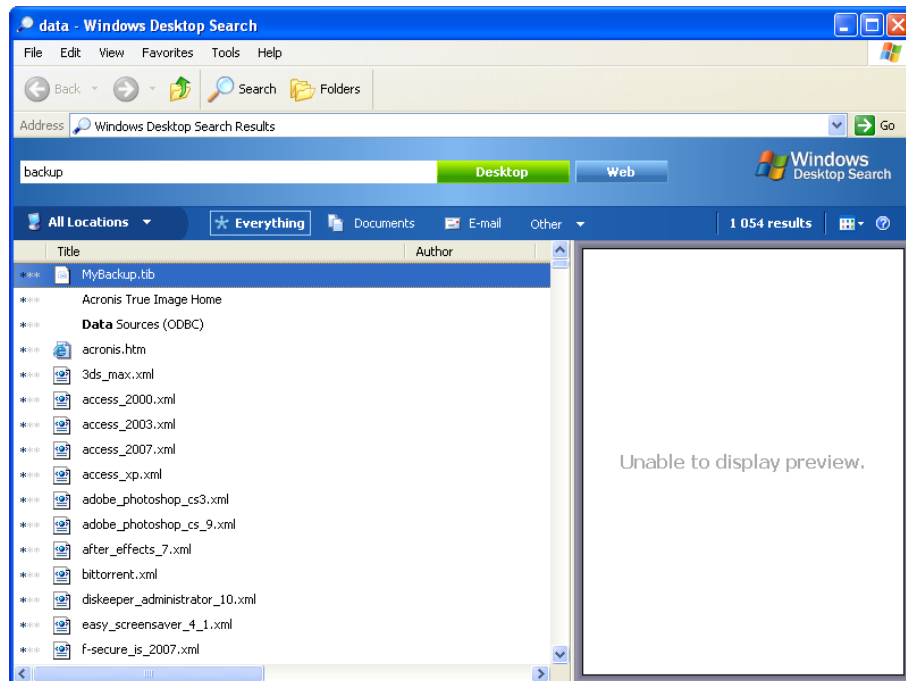 data - Windows Desktop Search
File Edit View Favorites Tools Help
Back Search Folders
Address Windows Desktop Search Results Go
backup Desktop Web Windows Desktop Search
All Locations Everything Documents E-mail Other 1 054 results
Title Author
MyBackup.tib
Acronis True Image Home
Data Sources (ODBC)
acronis.htm
3ds_max.xml
access_2000.xml
access_2003.xml
access_2007.xml
access_xp.xml
adobe_photoshop_cs3.xml
adobe_photoshop_cs_9.xml
after_effects_7.xml
bittorrent.xml
diskeeper_administrator_10.xml
easy_screensaver_4_1.xml
f-secure_is_2007.xml
Unable to display preview.